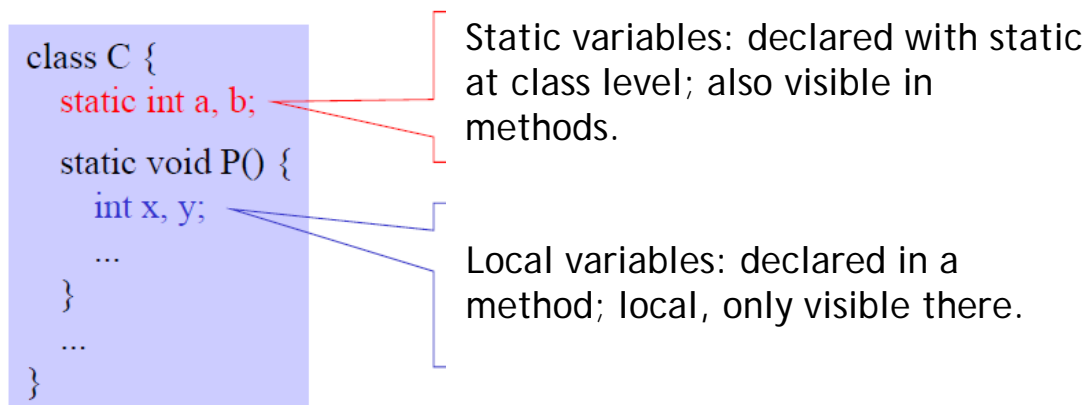 class C {
static int a, b;
static void P() {
int x, y;
...
}
...
}
Static variables: declared with static
at class level; also visible in
methods.
Local variables: declared in a
method; local, only visible there.